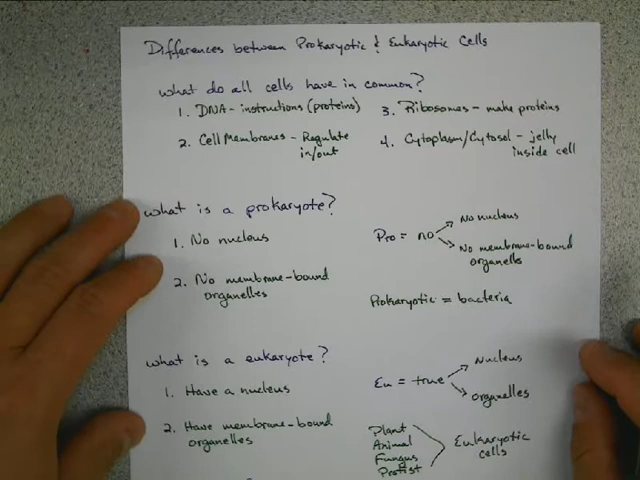 Differences between Prokaryotic & Eukaryotic Cells
What do all cells have in common?
1. DNA - instructions (proteins)
2. Cell Membranes - Regulate
in/out
3. Ribosomes - make proteins
4. Cytoplasm/Cytosol - jelly
inside cell
What is a prokaryote?
1. No nucleus
2. No membrane-bound
organelles
Pro = no
No nucleus
No membrane-bound
organelles
Prokaryotic = bacteria
What is a eukaryote?
1. Have a nucleus
2. Have membrane-bound
organelles
Eu = true
Nucleus
organelles
Plant
Animal
Fungus
Protist
Eukaryotic
cells